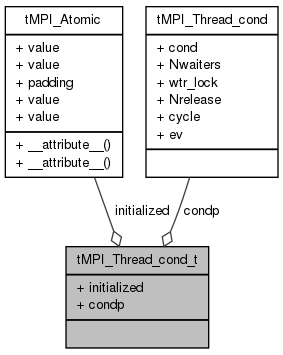 tMPI_Atomic
+ value
+ value
+ padding
+ value
+ value
+ __attribute__()
+ __attribute__()
tMPI_Thread_cond
+ cond
+ Nwaiters
+ wtr_lock
+ Nrelease
+ cycle
+ ev
initialized
condp
tMPI_Thread_cond_t
+ initialized
+ condp